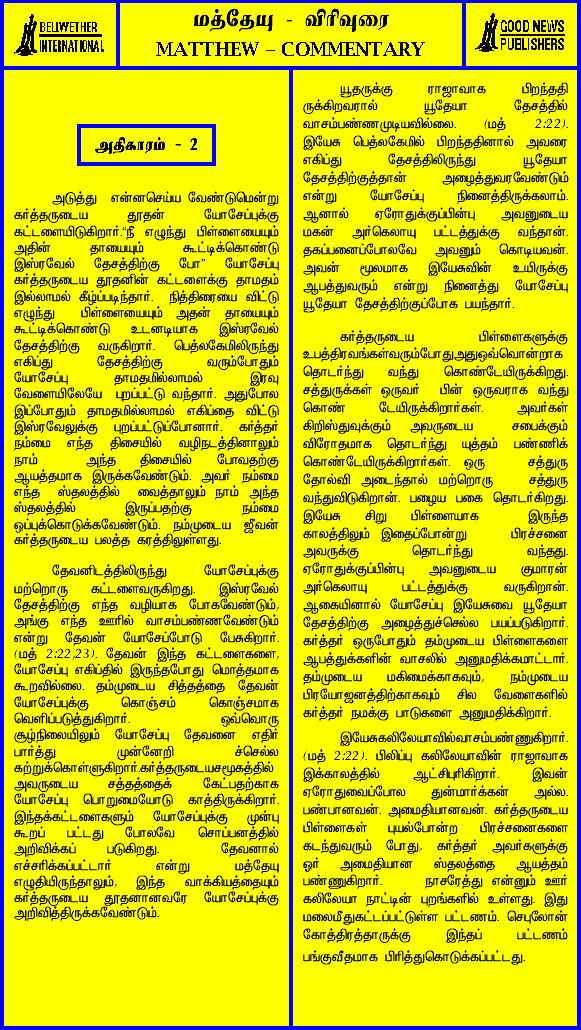 BELIWETHER
INTERNATIONAL
மத்தேயு - விரிவுரை
MATTHEW – COMMENTARY
GOOD NEWS
PUBLISHERS
அதிகாரம் - 2
அடுத்து என்னசெய்ய வேண்டுமென்று
கர்த்தருடைய தூதன் யோசேப்புக்கு
கட்டளையிடுகிறார்.“நீ எழுந்து பிள்ளையையும்
அதின் தாயையும் கூட்டிக்கொண்டு
இஸ்ரவேல் தேசத்திற்கு போ” யோசேப்பு
கர்த்தருடைய தூதனின் கட்டளைக்கு தாமதம்
இல்லாமல் கீழ்ப்படிந்தார். நித்திரையை விட்டு
எழுந்து பிள்ளையையும் அதன் தாயையும்
கூட்டிக்கொண்டு உடனடியாக இஸ்ரவேல்
தேசத்திற்கு வருகிறார். பெத்லகேமிலிருந்து
எகிப்து தேசத்திற்கு வரும்போதும்
யோசேப்பு தாமதமில்லாமல் இரவு
வேளையிலேயே புறப்பட்டு வந்தார். அதுபோல
இப்போதும் தாமதமில்லாமல் எகிப்தை விட்டு
இஸ்ரவேலுக்கு புறப்பட்டுப்போனார். கர்த்தர்
நம்மை எந்த திசையில் வழிநடத்தினாலும்
நாம் அந்த திசையில் போவதற்கு
ஆயத்தமாக இருக்கவேண்டும். அவர் நம்மை
எந்த ஸ்தலத்தில் வைத்தாலும் நாம் அந்த
ஸ்தலத்தில் இருப்பதற்கு நம்மை
ஒப்புக்கொடுக்கவேண்டும். நம்முடைய ஜீவன்
கர்த்தருடைய பலத்த கரத்திலுள்ளது.
தேவனிடத்திலிருந்து யோசேப்புக்கு
மற்றொரு கட்டளைவருகிறது. இஸ்ரவேல்
தேசத்திற்கு எந்த வழியாக போகவேண்டும்,
அங்கு எந்த ஊரில் வாசம்பண்ணவேண்டும்
என்று தேவன் யோசேப்போடு பேசுகிறார்.
(மத் 2:22,23). தேவன் இந்த கட்டளைகளை,
யோசேப்பு எகிப்தில் இருந்தபோது மொத்தமாக
கூறவில்லை. தம்முடைய சித்தத்தை தேவன்
யோசேப்புக்கு கொஞ்சம் கொஞ்சமாக
வெளிப்படுத்துகிறார். ஒவ்வொரு
சூழ்நிலையிலும் யோசேப்பு தேவனை எதிர்
பார்த்து முன்னேறி ச்செல்ல
கற்றுக்கொள்ளுகிறார்.கர்த்தருடையசமூகத்தில்
அவருடைய சத்தத்தைக் கேட்பதற்காக
யோசேப்பு பொறுமையோடு காத்திருக்கிறார்.
இந்தக்கட்டளைகளும் யோசேப்புக்கு முன்பு
கூறப் பட்டது போலவே சொப்பனத்தில்
அறிவிக்கப் படுகிறது. தேவனால்
எச்சரிக்கப்பட்டார் என்று மத்தேயு
எழுதியிருந்தாலும், இந்த வாக்கியத்தையும்
கர்த்தருடைய தூதனானவரே யோசேப்புக்கு
அறிவித்திருக்கவேண்டும்.
யூதருக்கு ராஜாவாக பிறந்ததி
ருக்கிறவரால் யூதேயா தேசத்தில்
வாசம்பண்ணமுடியவில்லை. (மத் 2:22).
இயேசு பெத்லகேமில் பிறந்ததினால் அவரை
எகிப்து தேசத்திலிருந்து யூதேயா
தேசத்திற்குத்தான் அழைத்துவரவேண்டும்
என்று யோசேப்பு நினைத்திருக்கலாம்.
ஆனால் ஏரோதுக்குப்பின்பு அவனுடைய
மகன் அர்கெலாயு பட்டத்துக்கு வந்தான்.
தகப்பனைப்போலவே அவனும் கொடியவன்.
அவன் மூலமாக இயேசுவின் உயிருக்கு
ஆபத்துவரும் என்று நினைத்து யோசேப்பு
யூதேயா தேசத்திற்குப்போக பயந்தார்.
கர்த்தருடைய பிள்ளைகளுக்கு
உபத்திரவங்கள்வரும்போதுஅதுஒவ்வொன்றாக
தொடர்ந்து வந்து கொண்டேயிருக்கிறது.
சத்துருக்கள் ஒருவர் பின் ஒருவராக வந்து
கொண் டேயிருக்கிறார்கள். அவர்கள்
கிறிஸ்துவுக்கும் அவருடைய சபைக்கும்
விரோதமாக தொடர்ந்து யுத்தம் பண்ணிக்
கொண்டேயிருக்கிறார்கள். ஒரு சத்துரு
தோல்வி அடைந்தால் மற்றொரு சத்துரு
வந்துவிடுகிறான். பழைய பகை தொடர்கிறது.
இயேசு சிறு பிள்ளையாக இருந்த
காலத்திலும் இதைப்போன்று பிரச்சனை
அவருக்கு தொடர்ந்து வந்தது.
ஏரோதுக்குப்பின்பு அவனுடைய குமாரன்
அர்கெலாயு பட்டத்துக்கு வருகிறான்.
ஆகையினால் யோசேப்பு இயேசுவை யூதேயா
தேசத்திற்கு அழைத்துச்செல்ல பயப்படுகிறார்.
கர்த்தர் ஒருபோதும் தம்முடைய பிள்ளைகளை
ஆபத்துக்களின் வாசலில் அனுமதிக்கமாட்டார்.
தம்முடைய மகிமைக்காகவும், நம்முடைய
பிரயோஜனத்திற்காகவும் சில வேளைகளில்
கர்த்தர் நமக்கு பாடுகளை அனுமதிக்கிறார்.
இயேசுகலிலேயாவில்வாசம்பண்ணுகிறார்.
(மத் 2:22). பிலிப்பு கலிலேயாவின் ராஜாவாக
இக்காலத்தில் ஆட்சிபுரிகிறார். இவன்
ஏரோதுவைப்போல துன்மார்க்கன் அல்ல.
பண்பானவன். அமைதியானவன். கர்த்தருடைய
பிள்ளைகள் புயல்போன்ற பிரச்சனைகளை
கடந்துவரும் போது, கர்த்தர் அவர்களுக்கு
ஓர் அமைதியான ஸ்தலத்தை ஆயத்தம்
பண்ணுகிறார். நாசரேத்து என்னும் ஊர்
கலிலேயா நாட்டின் புறங்களில் உள்ளது. இது
மலைமீதுகட்டப்பட்டுள்ள பட்டணம். செபுலோன்
கோத்திரத்தாருக்கு இந்தப் பட்டணம்
பங்குவீதமாக பிரித்துகொடுக்கப்பட்டது.